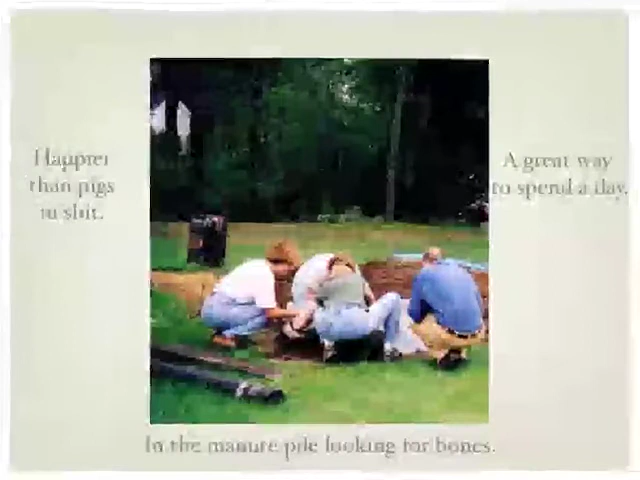 Happier
than pigs
in shit.
A great way
to spend a day.
In the manure pile looking for bones.